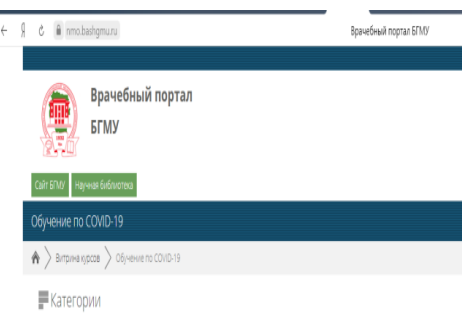 nmo.bashgmu.ru Врачебный портал БГМУ
Врачебный портал
БГМУ
Сайт БГМУ Научная библиотека
Обучение по COVID-19
Витрина курсов Обучение по COVID-19
Категории